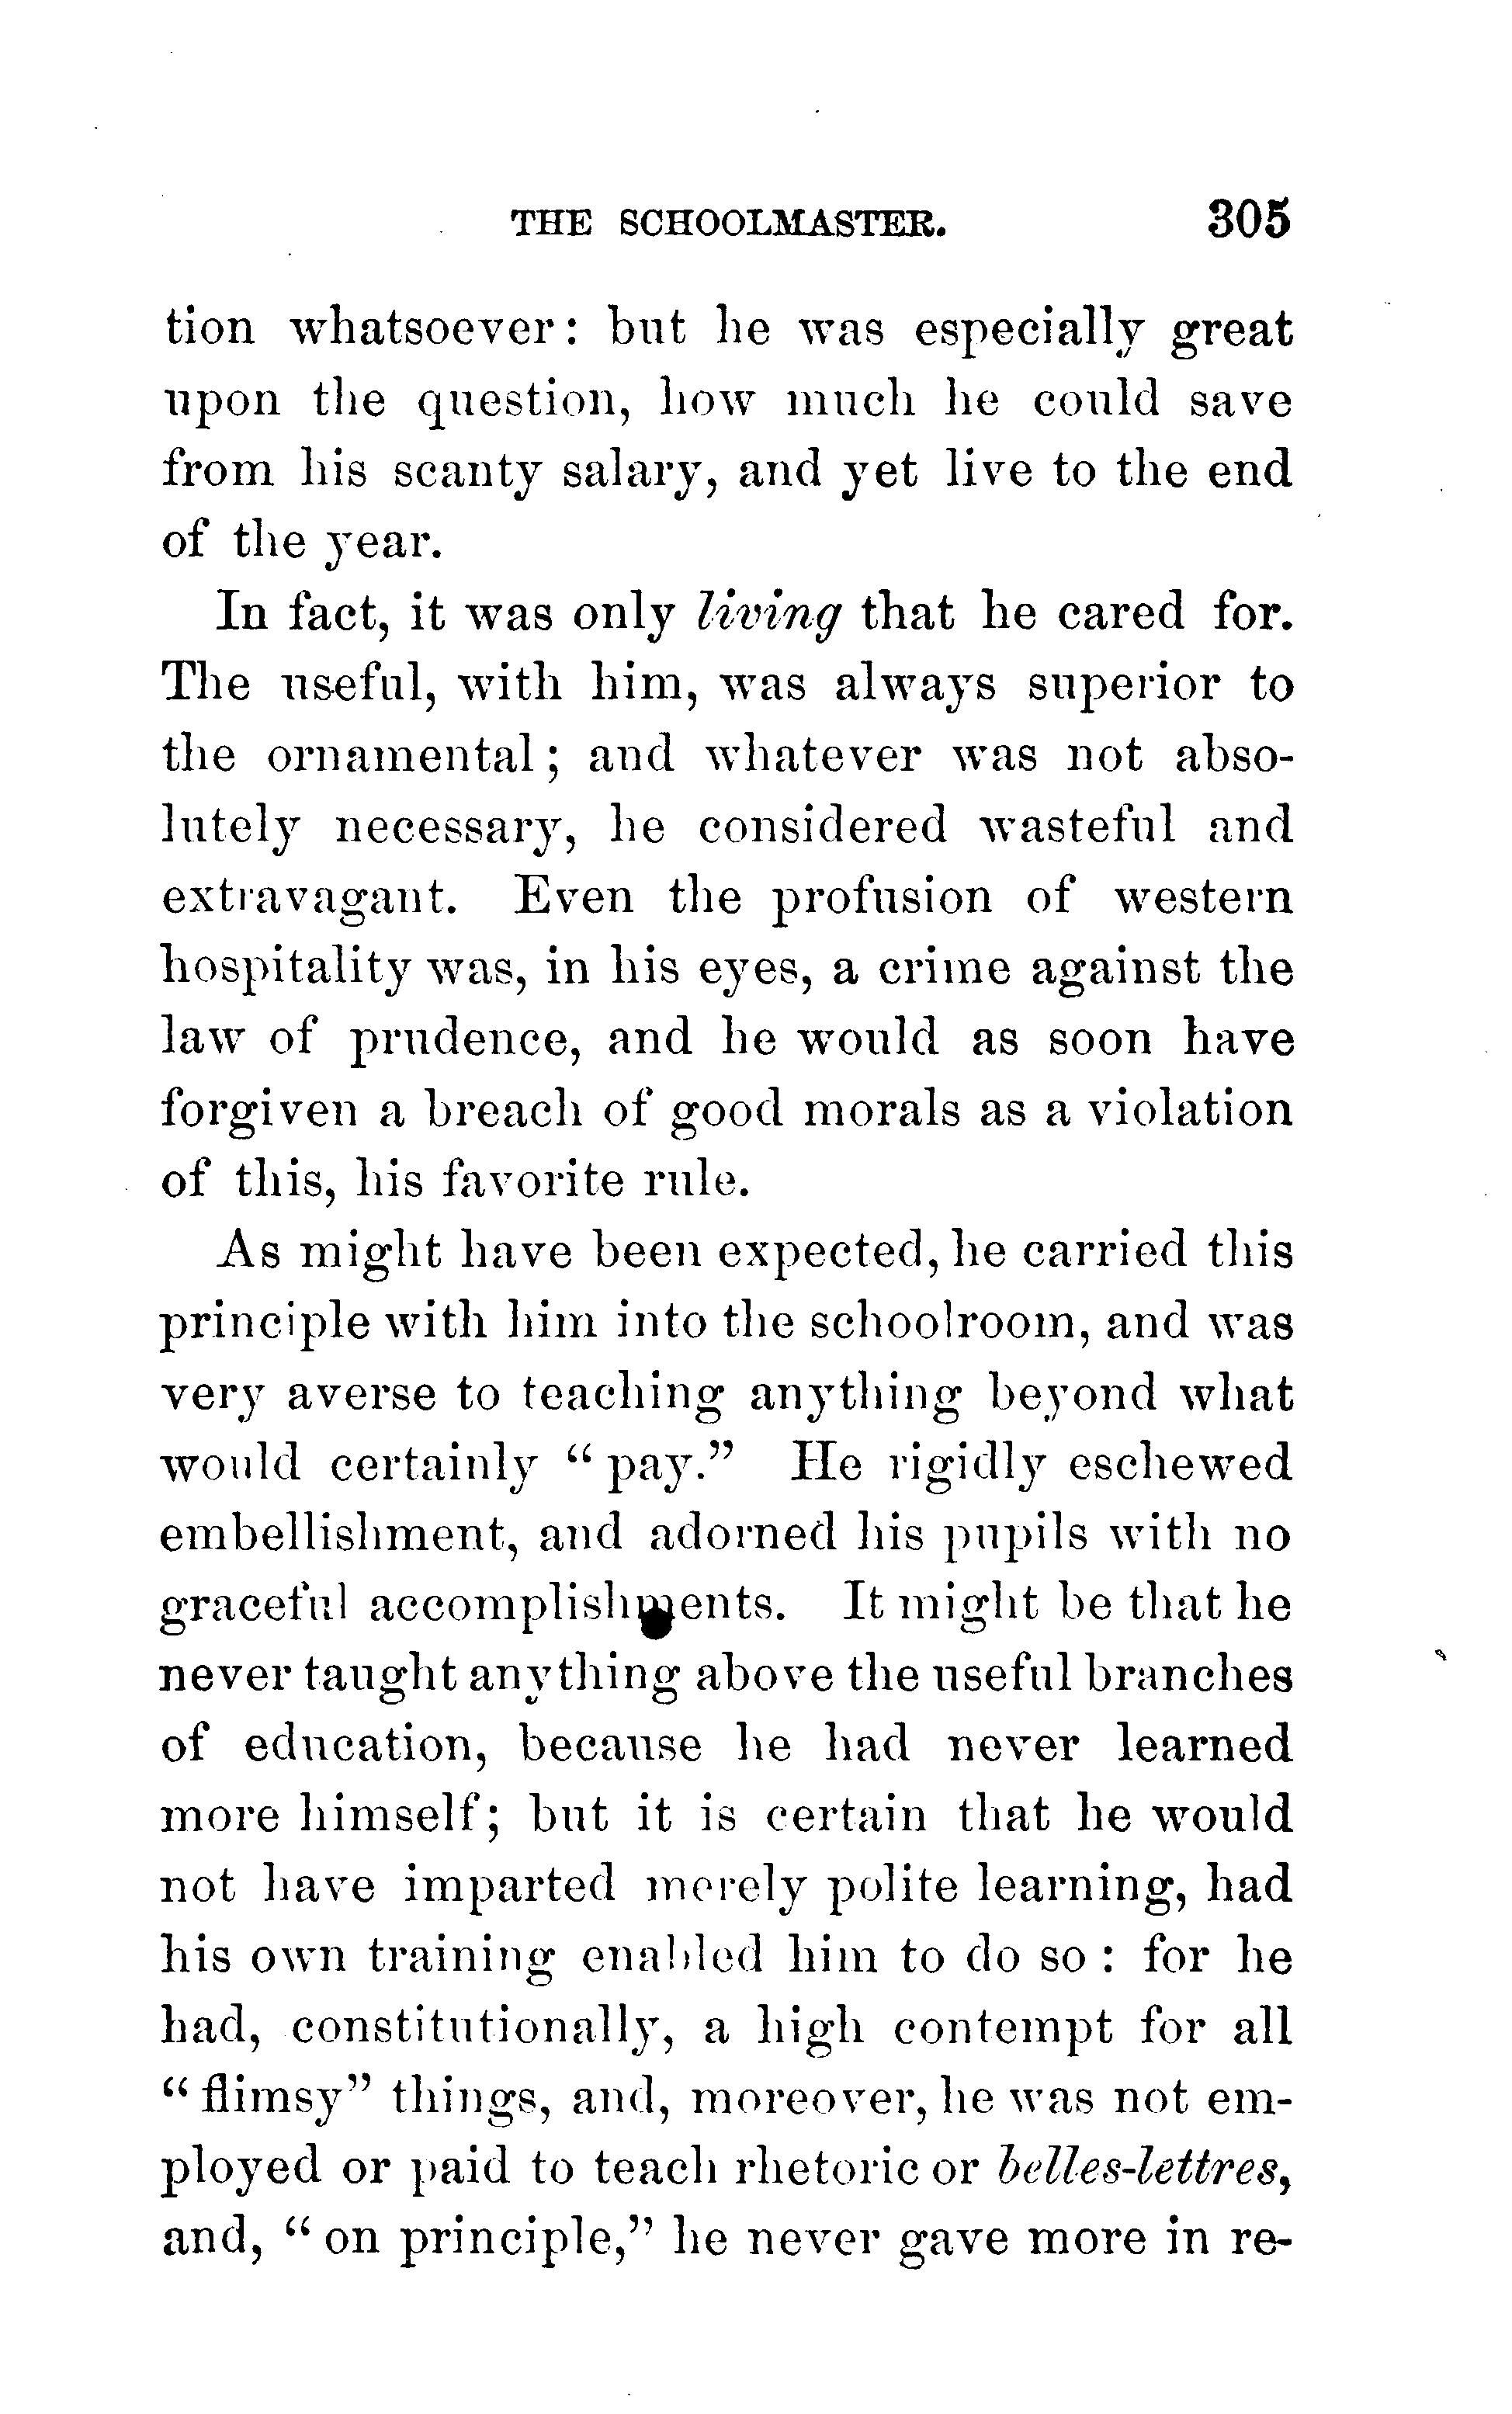 THE SCHOOLMASTER. 305
tion whatsoever: but he was especially great
upon the question, how much he could save
from his scanty salary, and yet live to the end
of the year.
In fact, it was only living that he cared for.
The useful, with him, was always superior to
the ornamental; and whatever was not abso-
lutely necessary, he considered wasteful and
extravagant. Even the profusion of western
hospitality was, in his eyes, a crime against the
law of prudence, and he would as soon have
forgiven a breach of good morals as a violation
of this, his favorite rule.
As might have been expected, he carried this
principle with him into the schoolroom, and was
very averse to teaching anything beyond what
would certainly "pay." He rigidly eschewed
embellishment, and adorned his pupils with no
graceful accomplishments. It might be that he
never taught anything above the useful branches
of education, because he had never learned
more himself; but it is certain that he would
not have imparted merely polite learning, had
his own training enabled him to do so: for he
had, constitutionally, a high contempt for all
"flimsy" things, and, moreover, he was not em-
ployed or paid to teach rhetoric or belles-lettres,
and, "on principle," he never gave more in re-